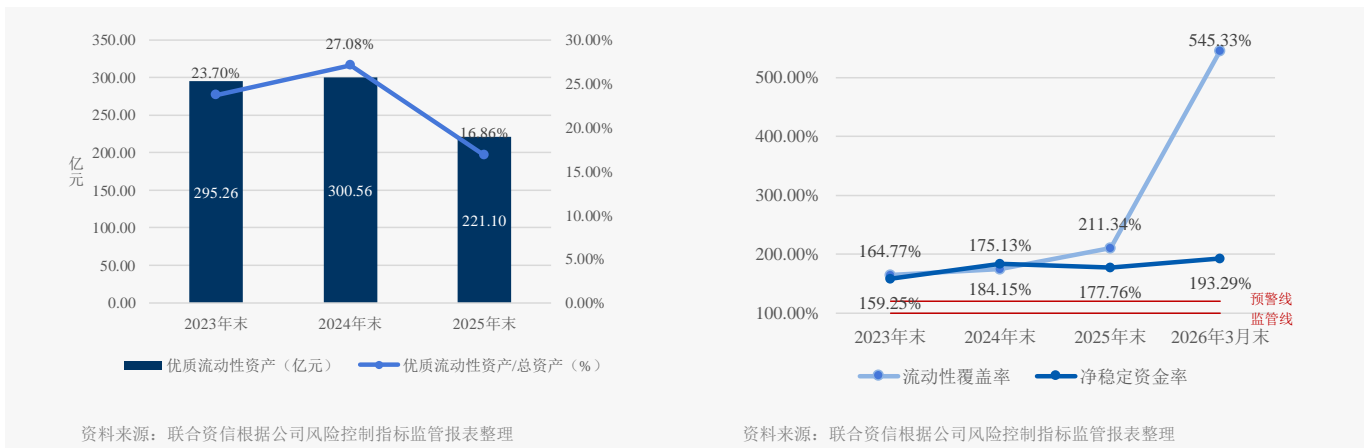 350.00
300.00
250.00
200.00
150.00
100.00
50.00
0.00
亿元
30.00%
25.00%
20.00%
15.00%
10.00%
5.00%
0.00%
23.70%
27.08%
16.86%
295.26
300.56
221.10
2023年末
2024年末
2025年末
优质流动性资产（亿元）
优质流动性资产/总资产（%）
资料来源：联合资信根据公司风险控制指标监管报表整理
500.00%
400.00%
300.00%
200.00%
100.00%
545.33%
211.34%
175.13%
164.77%
159.25%
184.15%
177.76%
193.29%
预警线
监管线
2023年末
2024年末
2025年末
2026年3月末
流动性覆盖率
净稳定资金率
资料来源：联合资信根据公司风险控制指标监管报表整理